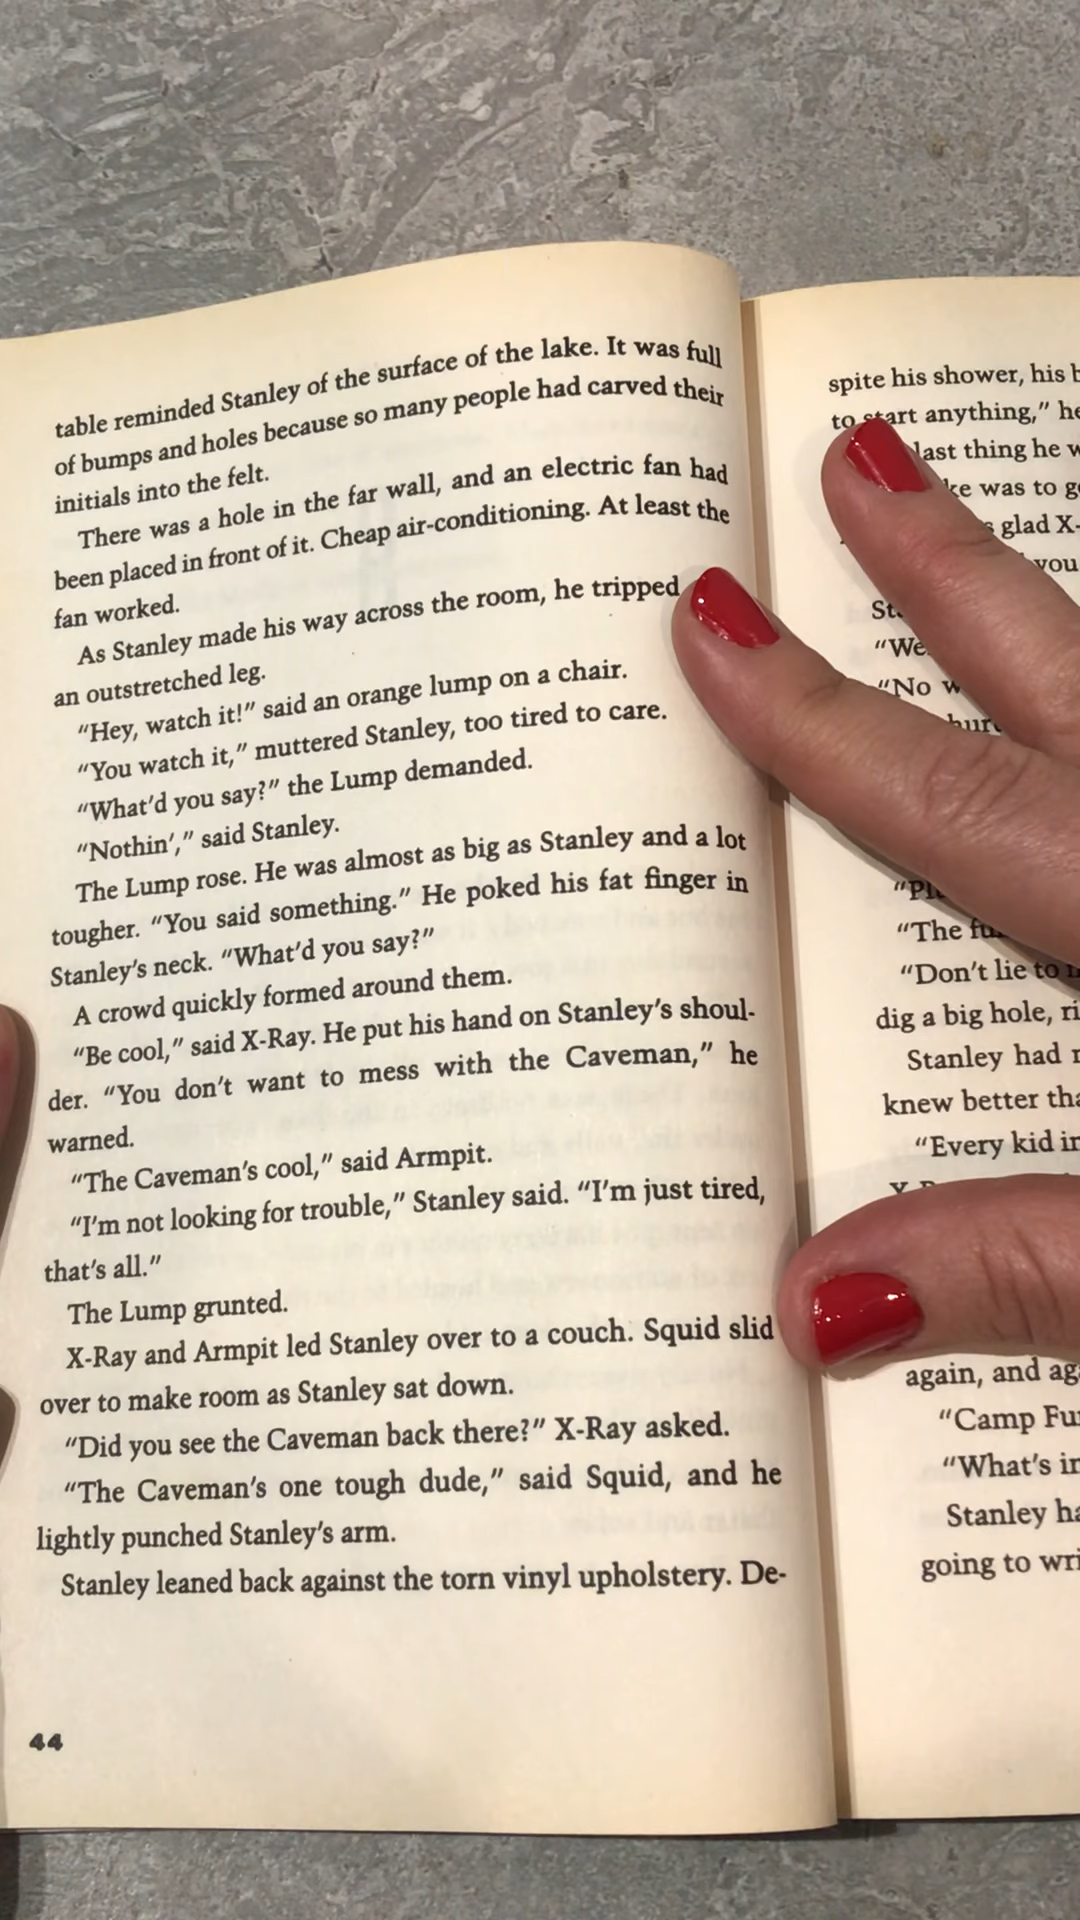 table reminded Stanley of the surface of the lake. It was full
of bumps and holes because so many people had carved their
initials into the felt.
There was a hole in the far wall, and an electric fan had
been placed in front of it. Cheap air-conditioning. At least the
fan worked.
As Stanley made his way across the room, he tripped
an outstretched leg.
“Hey, watch it!” said an orange lump on a chair.
“You watch it,” muttered Stanley, too tired to care.
“What’d you say?” the Lump demanded.
“Nothin’,” said Stanley.
The Lump rose. He was almost as big as Stanley and a lot
tougher. “You said something.” He poked his fat finger in
Stanley’s neck. “What’d you say?”
A crowd quickly formed around them.
“Be cool,” said X-Ray. He put his hand on Stanley’s shoul-
der. “You don’t want to mess with the Caveman,” he
warned.
“The Caveman’s cool,” said Armpit.
“I’m not looking for trouble,” Stanley said. “I’m just tired,
that’s all.”
The Lump grunted.
X-Ray and Armpit led Stanley over to a couch. Squid slid
over to make room as Stanley sat down.
“Did you see the Caveman back there?” X-Ray asked.
“The Caveman’s one tough dude,” said Squid, and he
lightly punched Stanley’s arm.
Stanley leaned back against the torn vinyl upholstery. De-
44
spite his shower, his
to start anything,”
last thing he
was to
glad
“No
“The
“Don’t lie to
dig a big hole,
Stanley had
knew better
“Every kid
again, and
“Camp
“What’s
Stanley
going to